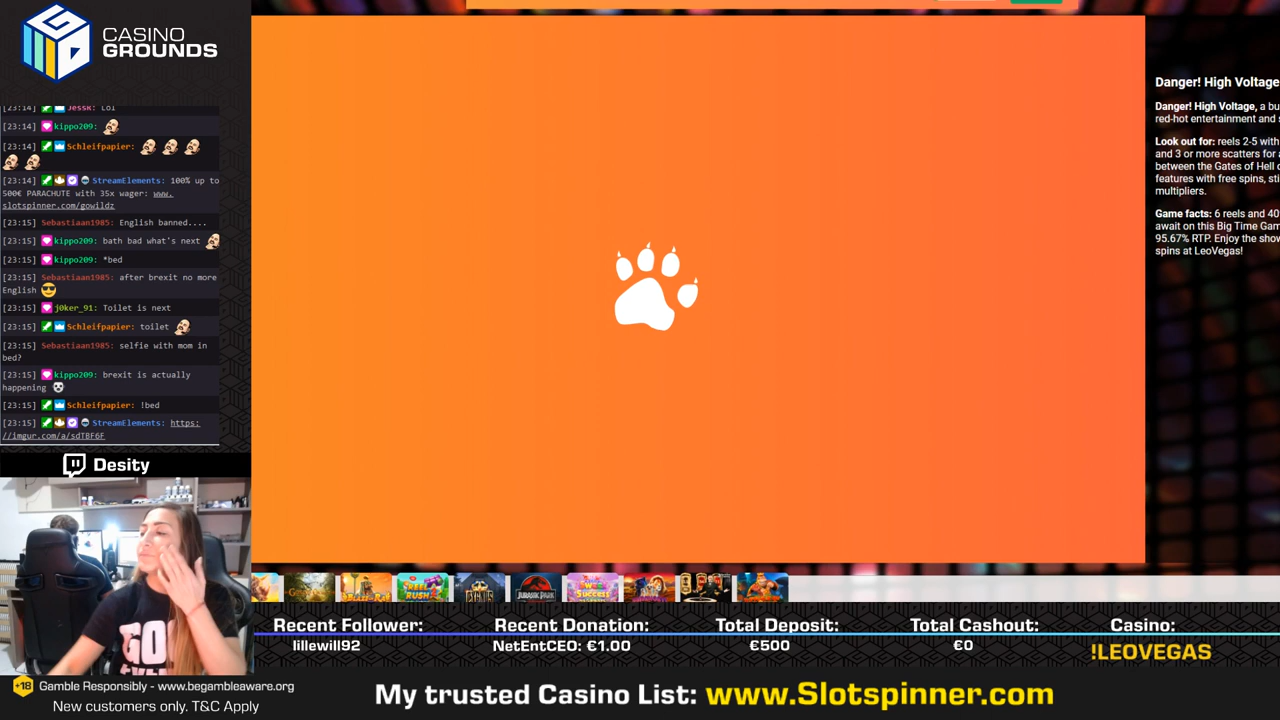 CASINO
GROUNDS
[23:14] JessR: Lol
[23:14] kippo209:
[23:14] Schleifpapier:
[23:14] StreamElements: 100% up to
500€ PARACHUTE with 35x wager: www.
slotspinner.com/gowildz
[23:15] Sebastiaan1985: English banned....
[23:15] kippo209: bath bad what's next
[23:15] kippo209: *bed
[23:15] Sebastiaan1985: after brexit no more
English
[23:15] j0ker_91: Toilet is next
[23:15] Schleifpapier: toilet
[23:15] Sebastiaan1985: selfie with mom in
bed?
[23:15] kippo209: brexit is actually
happening
[23:15] Schleifpapier: !bed
[23:15] StreamElements: https:
//imgur.com/a/sdTBF6F
Desity
Danger! High Voltage
Danger! High Voltage, a bu
red-hot entertainment and s
Look out for: reels 2-5 with
and 3 or more scatters for a
between the Gates of Hell o
features with free spins, sti
multipliers.
Game facts: 6 reels and 40
await on this Big Time Gam
95.67% RTP. Enjoy the show
spins at LeoVegas!
JURASSIC PARK
Recent Follower:
lillewill92
Recent Donation:
NetEntCEO: €1.00
Total Deposit:
€500
Total Cashout:
€0
Casino:
!LEOVEGAS
+18 Gamble Responsibly - www.begambleaware.org
New customers only. T&C Apply
My trusted Casino List: www.Slotspinner.com